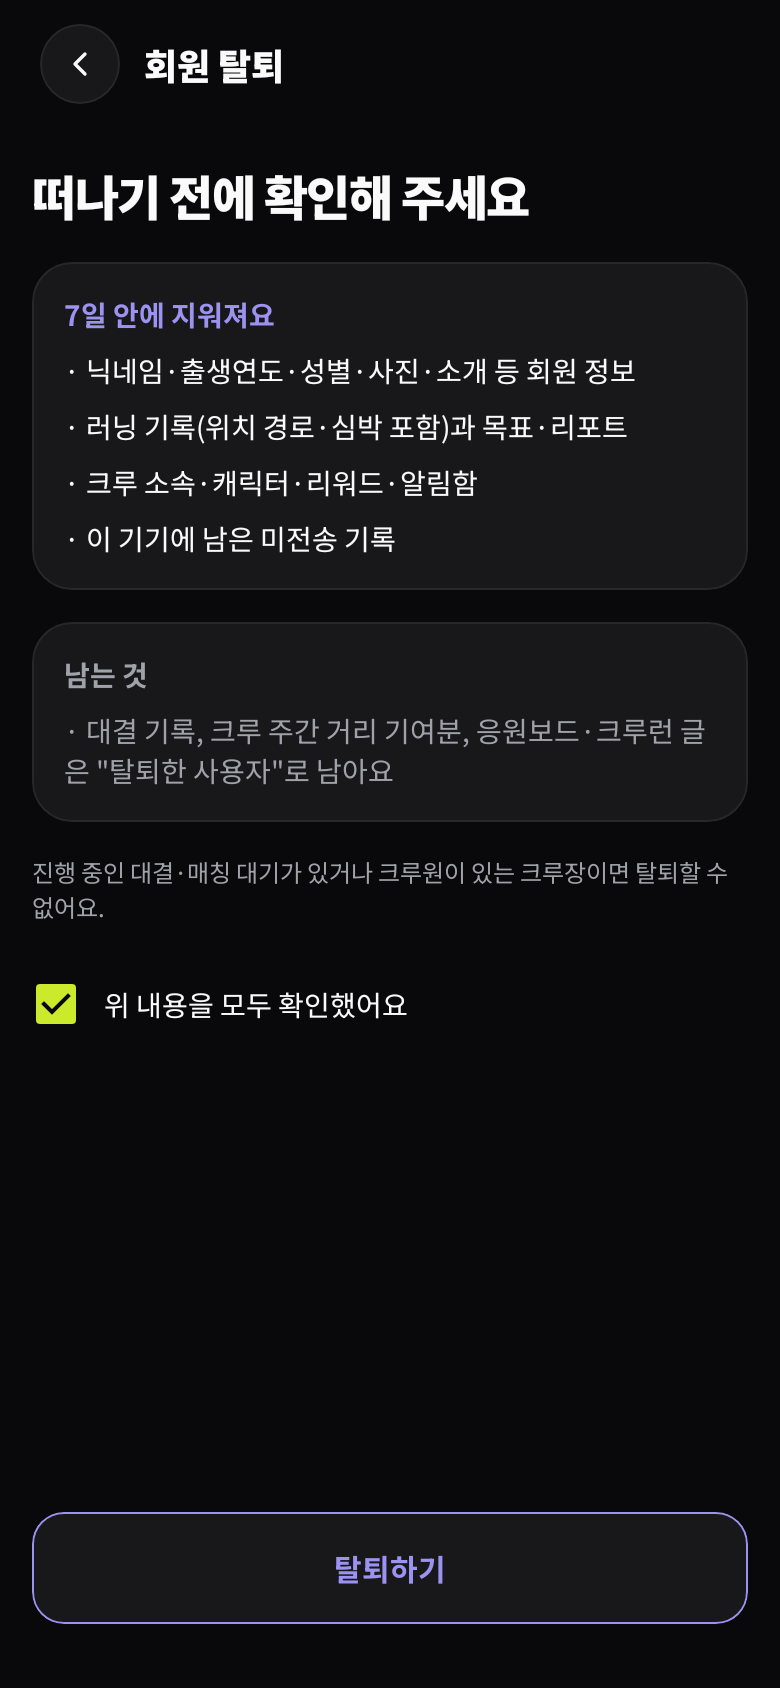 회원 탈퇴
떠나기 전에 확인해 주세요
7일 안에 지워져요
· 닉네임·출생연도·성별·사진·소개 등 회원 정보
· 러닝 기록(위치 경로·심박 포함)과 목표·리포트
· 크루 소속·캐릭터·리워드·알림함
· 이 기기에 남은 미전송 기록
남는 것
· 대결 기록, 크루 주간 거리 기여분, 응원보드·크루런 글
은 "탈퇴한 사용자"로 남아요
진행 중인 대결·매칭 대기가 있거나 크루원이 있는 크루장이면 탈퇴할 수
없어요.
위 내용을 모두 확인했어요
탈퇴하기